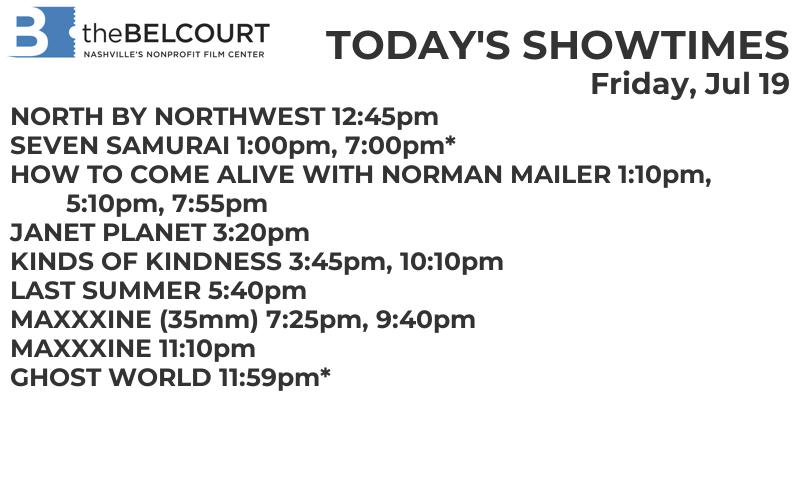 B theBELCOURT
NASHVILLE'S NONPROFIT FILM CENTER
TODAY'S SHOWTIMES
Friday, Jul 19
NORTH BY NORTHWEST 12:45pm
SEVEN SAMURAI 1:00pm, 7:00pm*
HOW TO COME ALIVE WITH NORMAN MAILER 1:10pm,
5:10pm, 7:55pm
JANET PLANET 3:20pm
KINDS OF KINDNESS 3:45pm, 10:10pm
LAST SUMMER 5:40pm
MAXXXINE (35mm) 7:25pm, 9:40pm
MAXXXINE 11:10pm
GHOST WORLD 11:59pm*